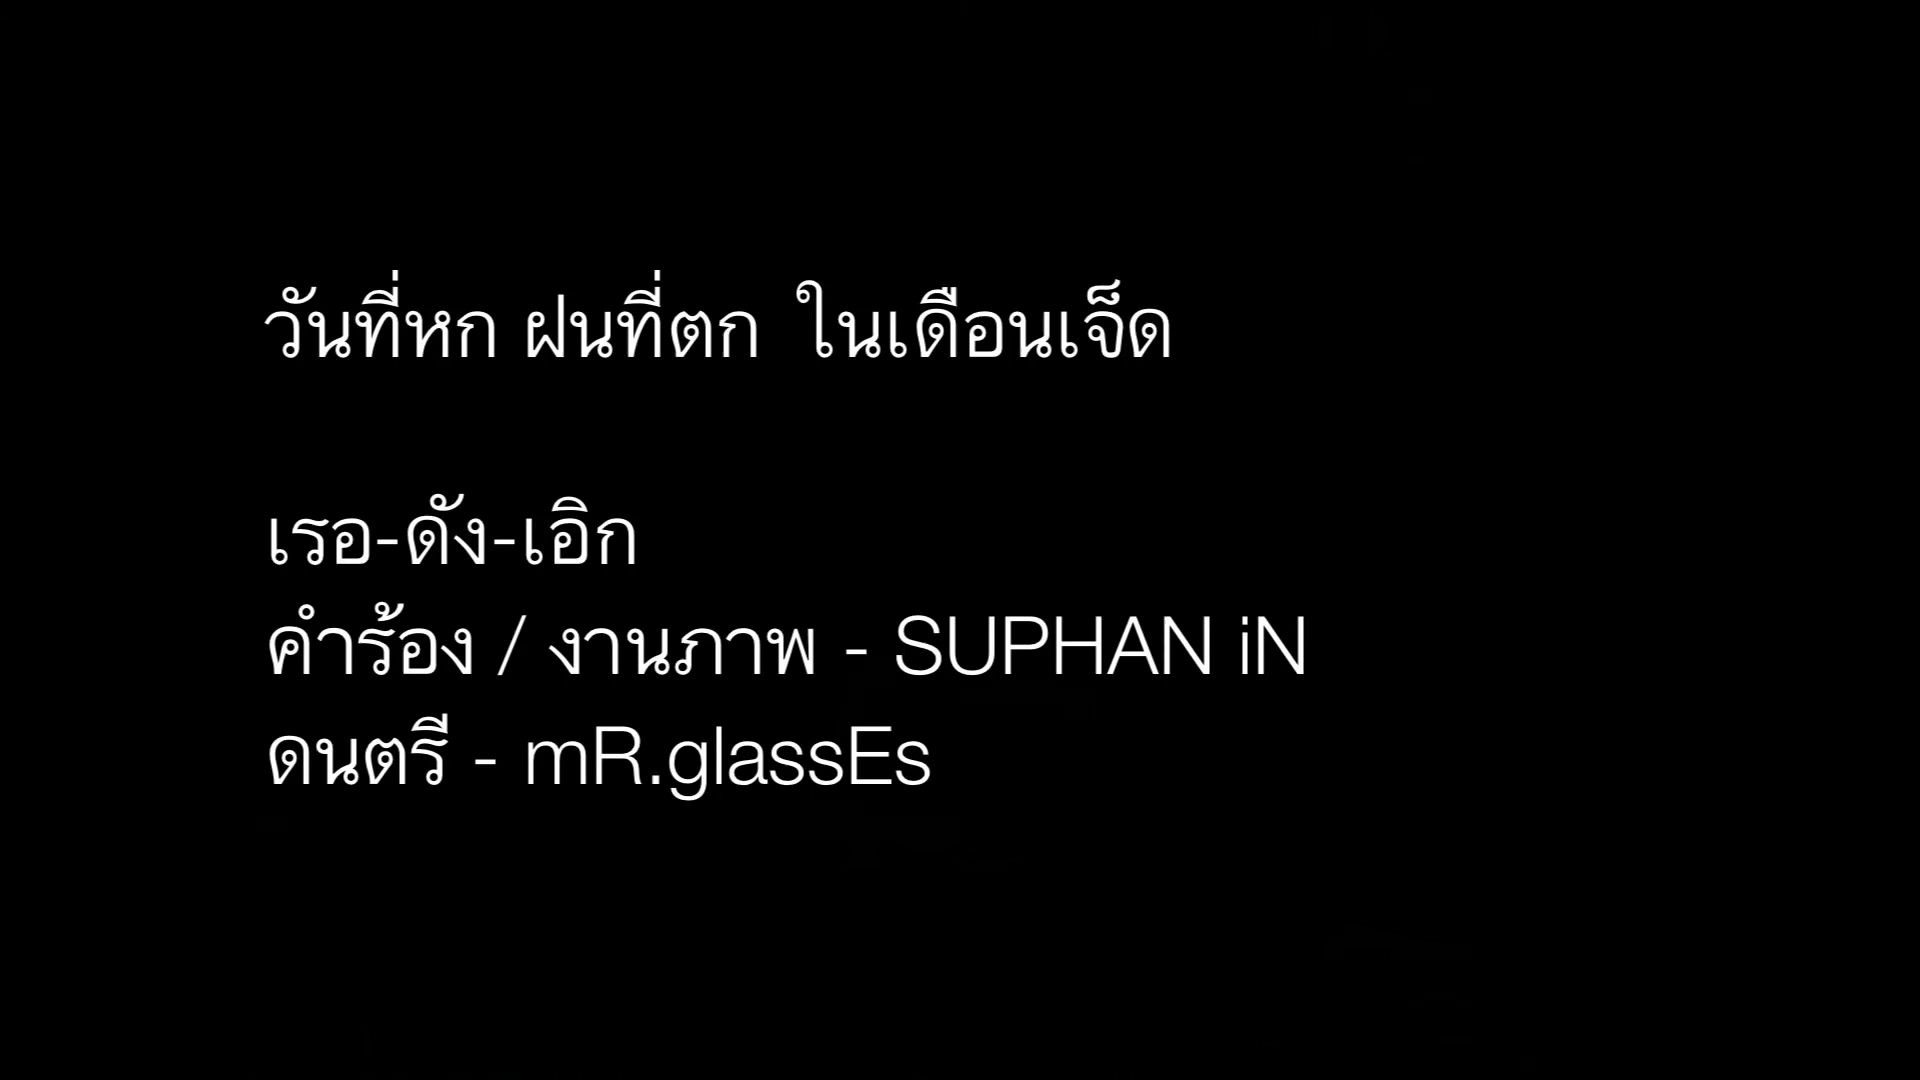 วันที่หก ฝนที่ตก  ในเดือนเจ็ด
เรอ-ดัง-เอิก
คำร้อง / งานภาพ - SUPHAN iN
ดนตรี - mR.glassEs